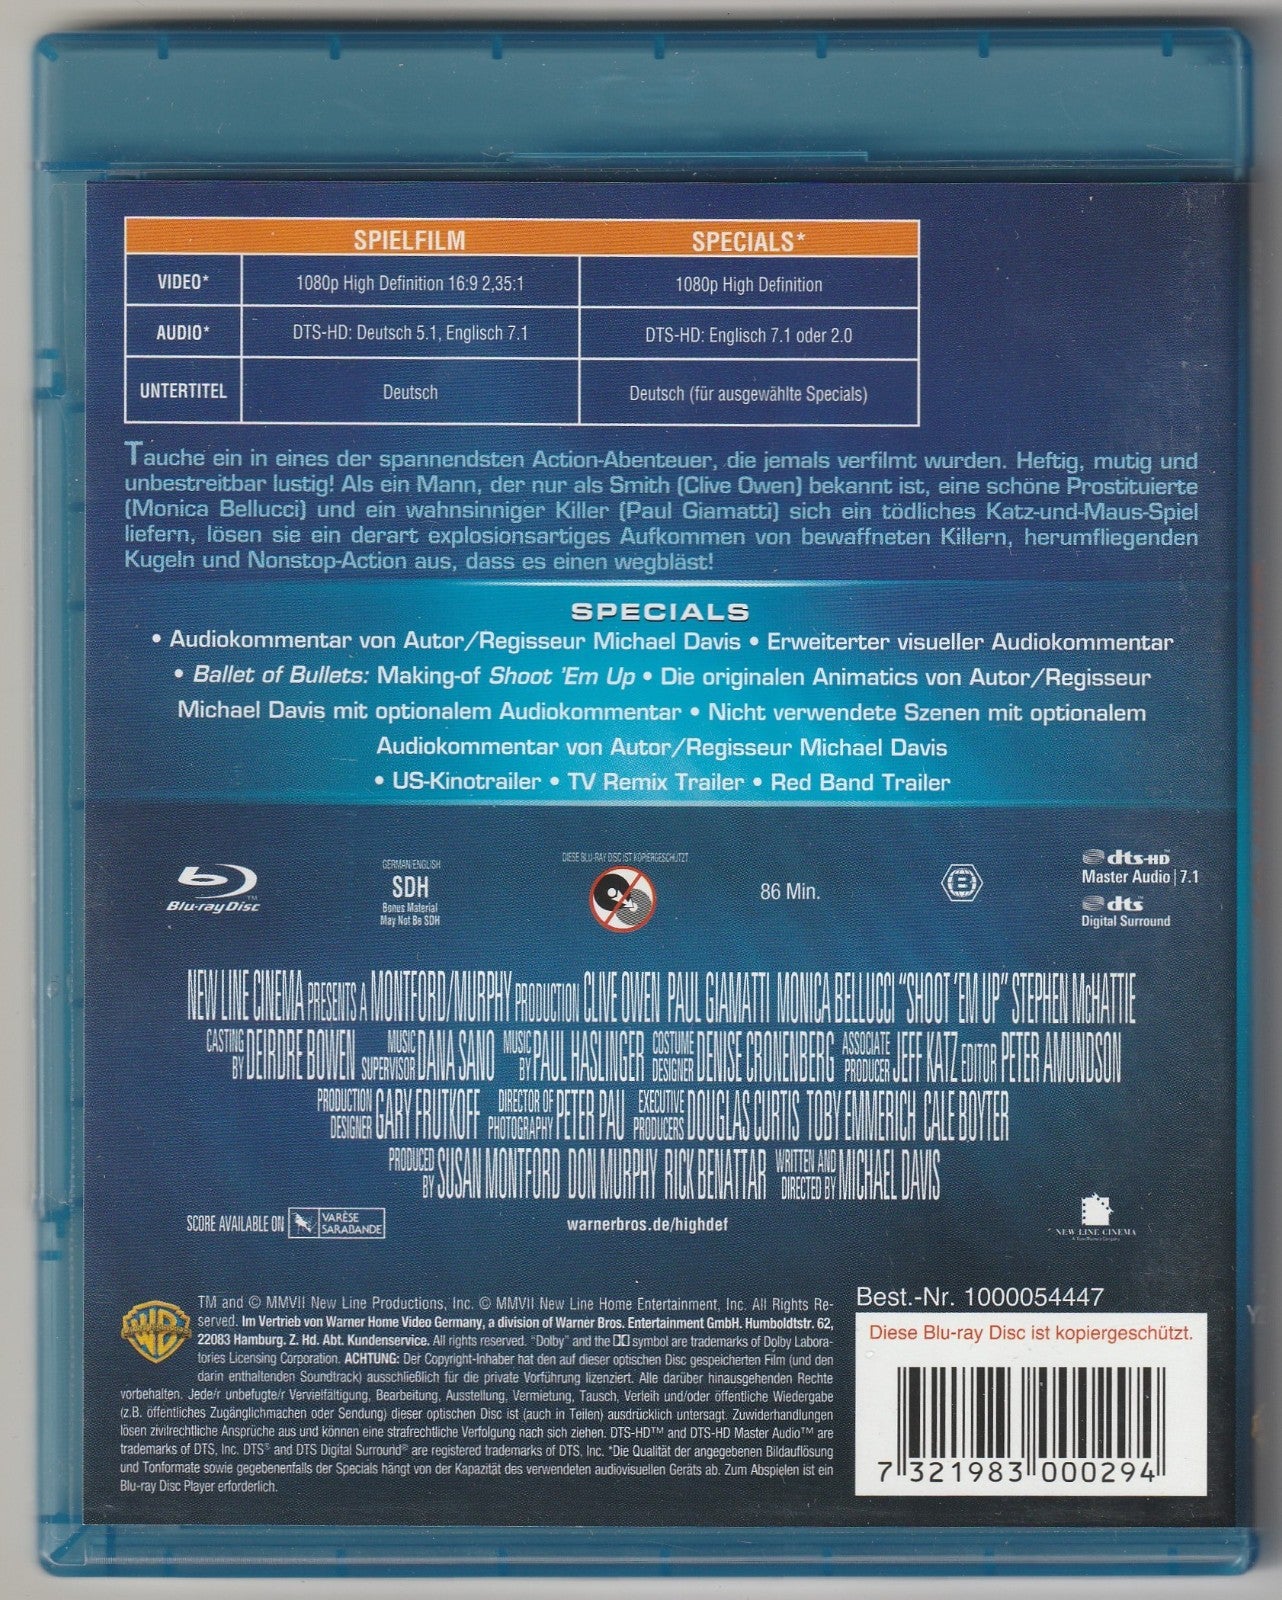 SPIELFILM SPECIALS*
VIDEO* 1080p High Definition 16:9 2,35:1 1080p High Definition
AUDIO* DTS-HD: Deutsch 5.1, Englisch 7.1 DTS-HD: Englisch 7.1 oder 2.0
UNTERTITEL Deutsch Deutsch (für ausgewählte Specials)
Tauche ein in eines der spannendsten Action-Abenteuer, die jemals verfilmt wurden. Heftig, mutig und
unbestreitbar lustig! Als ein Mann, der nur als Smith (Clive Owen) bekannt ist, eine schöne Prostituierte
(Monica Bellucci) und ein wahnsinniger Killer (Paul Giamatti) sich ein tödliches Katz-und-Maus-Spiel
liefern, lösen sie ein derart explosionsartiges Aufkommen von bewaffneten Killern, herumfliegenden
Kugeln und Nonstop-Action aus, dass es einen wegbläst!
SPECIALS
• Audiokommentar von Autor/Regisseur Michael Davis • Erweiterter visueller Audiokommentar
• Ballet of Bullets: Making-of Shoot 'Em Up • Die originalen Animatics von Autor/Regisseur
Michael Davis mit optionalem Audiokommentar • Nicht verwendete Szenen mit optionalem
Audiokommentar von Autor/Regisseur Michael Davis
• US-Kinotrailer • TV Remix Trailer • Red Band Trailer
Blu-ray Disc
GERMAN/ENGLISH
SDH
Bonus Material
May Not Be SDH
DIESE BLU-RAY DISC IST KOPIERGESCHÜTZT
86 Min.
B
dts-HD
Master Audio | 7.1
dts
Digital Surround
NEW LINE CINEMA PRESENTS A MONTFORD/MURPHY PRODUCTION CLIVE OWEN PAUL GIAMATTI MONICA BELLUCCI "SHOOT 'EM UP" STEPHEN McHATTIE
CASTING BY DEIRDRE BOWEN MUSIC SUPERVISOR DANA SANO MUSIC BY PAUL HASLINGER COSTUME DESIGNER DENISE CRONENBERG ASSOCIATE PRODUCER JEFF KATZ EDITOR PETER AMUNDSON
PRODUCTION DESIGNER GARY FRUTKOFF DIRECTOR OF PHOTOGRAPHY PETER PAU EXECUTIVE PRODUCERS DOUGLAS CURTIS TOBY EMMERICH CALE BOYTER
PRODUCED BY SUSAN MONTFORD DON MURPHY RICK BENATTAR WRITTEN AND DIRECTED BY MICHAEL DAVIS
SCORE AVAILABLE ON VARÈSE SARABANDE
warnerbros.de/highdef
NEW LINE CINEMA
A Time Warner Company
TM and © MMVII New Line Productions, Inc. © MMVII New Line Home Entertainment, Inc. All Rights Re-
served. Im Vertrieb von Warner Home Video Germany, a division of Warner Bros. Entertainment GmbH. Humboldtstr. 62,
22083 Hamburg. Z. Hd. Abt. Kundenservice. All rights reserved. "Dolby" and the DD symbol are trademarks of Dolby Labora-
tories Licensing Corporation. ACHTUNG: Der Copyright-Inhaber hat den auf dieser optischen Disc gespeicherten Film (und den
darin enthaltenden Soundtrack) ausschließlich für die private Vorführung lizenziert. Alle darüber hinausgehenden Rechte
vorbehalten. Jede/r unbefugte/r Vervielfältigung, Bearbeitung, Ausstellung, Vermietung, Tausch, Verleih und/oder öffentliche Wiedergabe
(z.B. öffentliches Zugänglichmachen oder Sendung) dieser optischen Disc ist (auch in Teilen) ausdrücklich untersagt. Zuwiderhandlungen
lösen zivilrechtliche Ansprüche aus und können eine strafrechtliche Verfolgung nach sich ziehen. DTS-HD™ and DTS-HD Master Audio™ are
trademarks of DTS, Inc. DTS® and DTS Digital Surround® are registered trademarks of DTS, Inc. *Die Qualität der angegebenen Bildauflösung
und Tonformate sowie gegebenenfalls der Specials hängt von der Kapazität des verwendeten audiovisuellen Geräts ab. Zum Abspielen ist ein
Blu-ray Disc Player erforderlich.
Best.-Nr. 1000054447
Diese Blu-ray Disc ist kopiergeschützt.
7 321983 000294